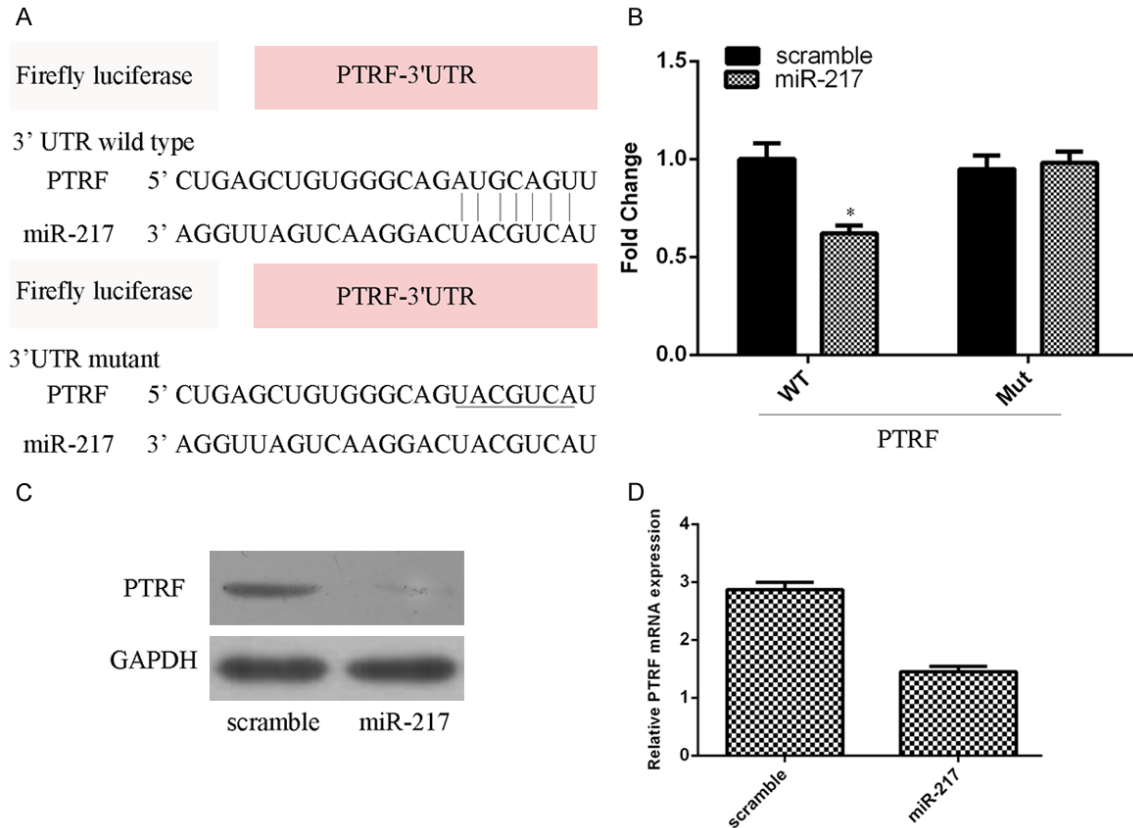 A
Firefly luciferase PTRF-3'UTR
3’ UTR wild type
PTRF 5’ CUGAGCUGUGGGCAGAUGCAGUU
miR-217 3’ AGGUUAGUCAAGGACUACGUCAU
Firefly luciferase PTRF-3'UTR
3’UTR mutant
PTRF 5’ CUGAGCUGUGGGCAGUACGUCAU
miR-217 3’ AGGUUAGUCAAGGACUACGUCAU
B
scramble
miR-217
Fold Change
1.5
1.0
0.5
0.0
*
WT Mut
PTRF
C
PTRF
GAPDH
scramble miR-217
D
Relative PTRF mRNA expression
4
3
2
1
0
scramble miR-217